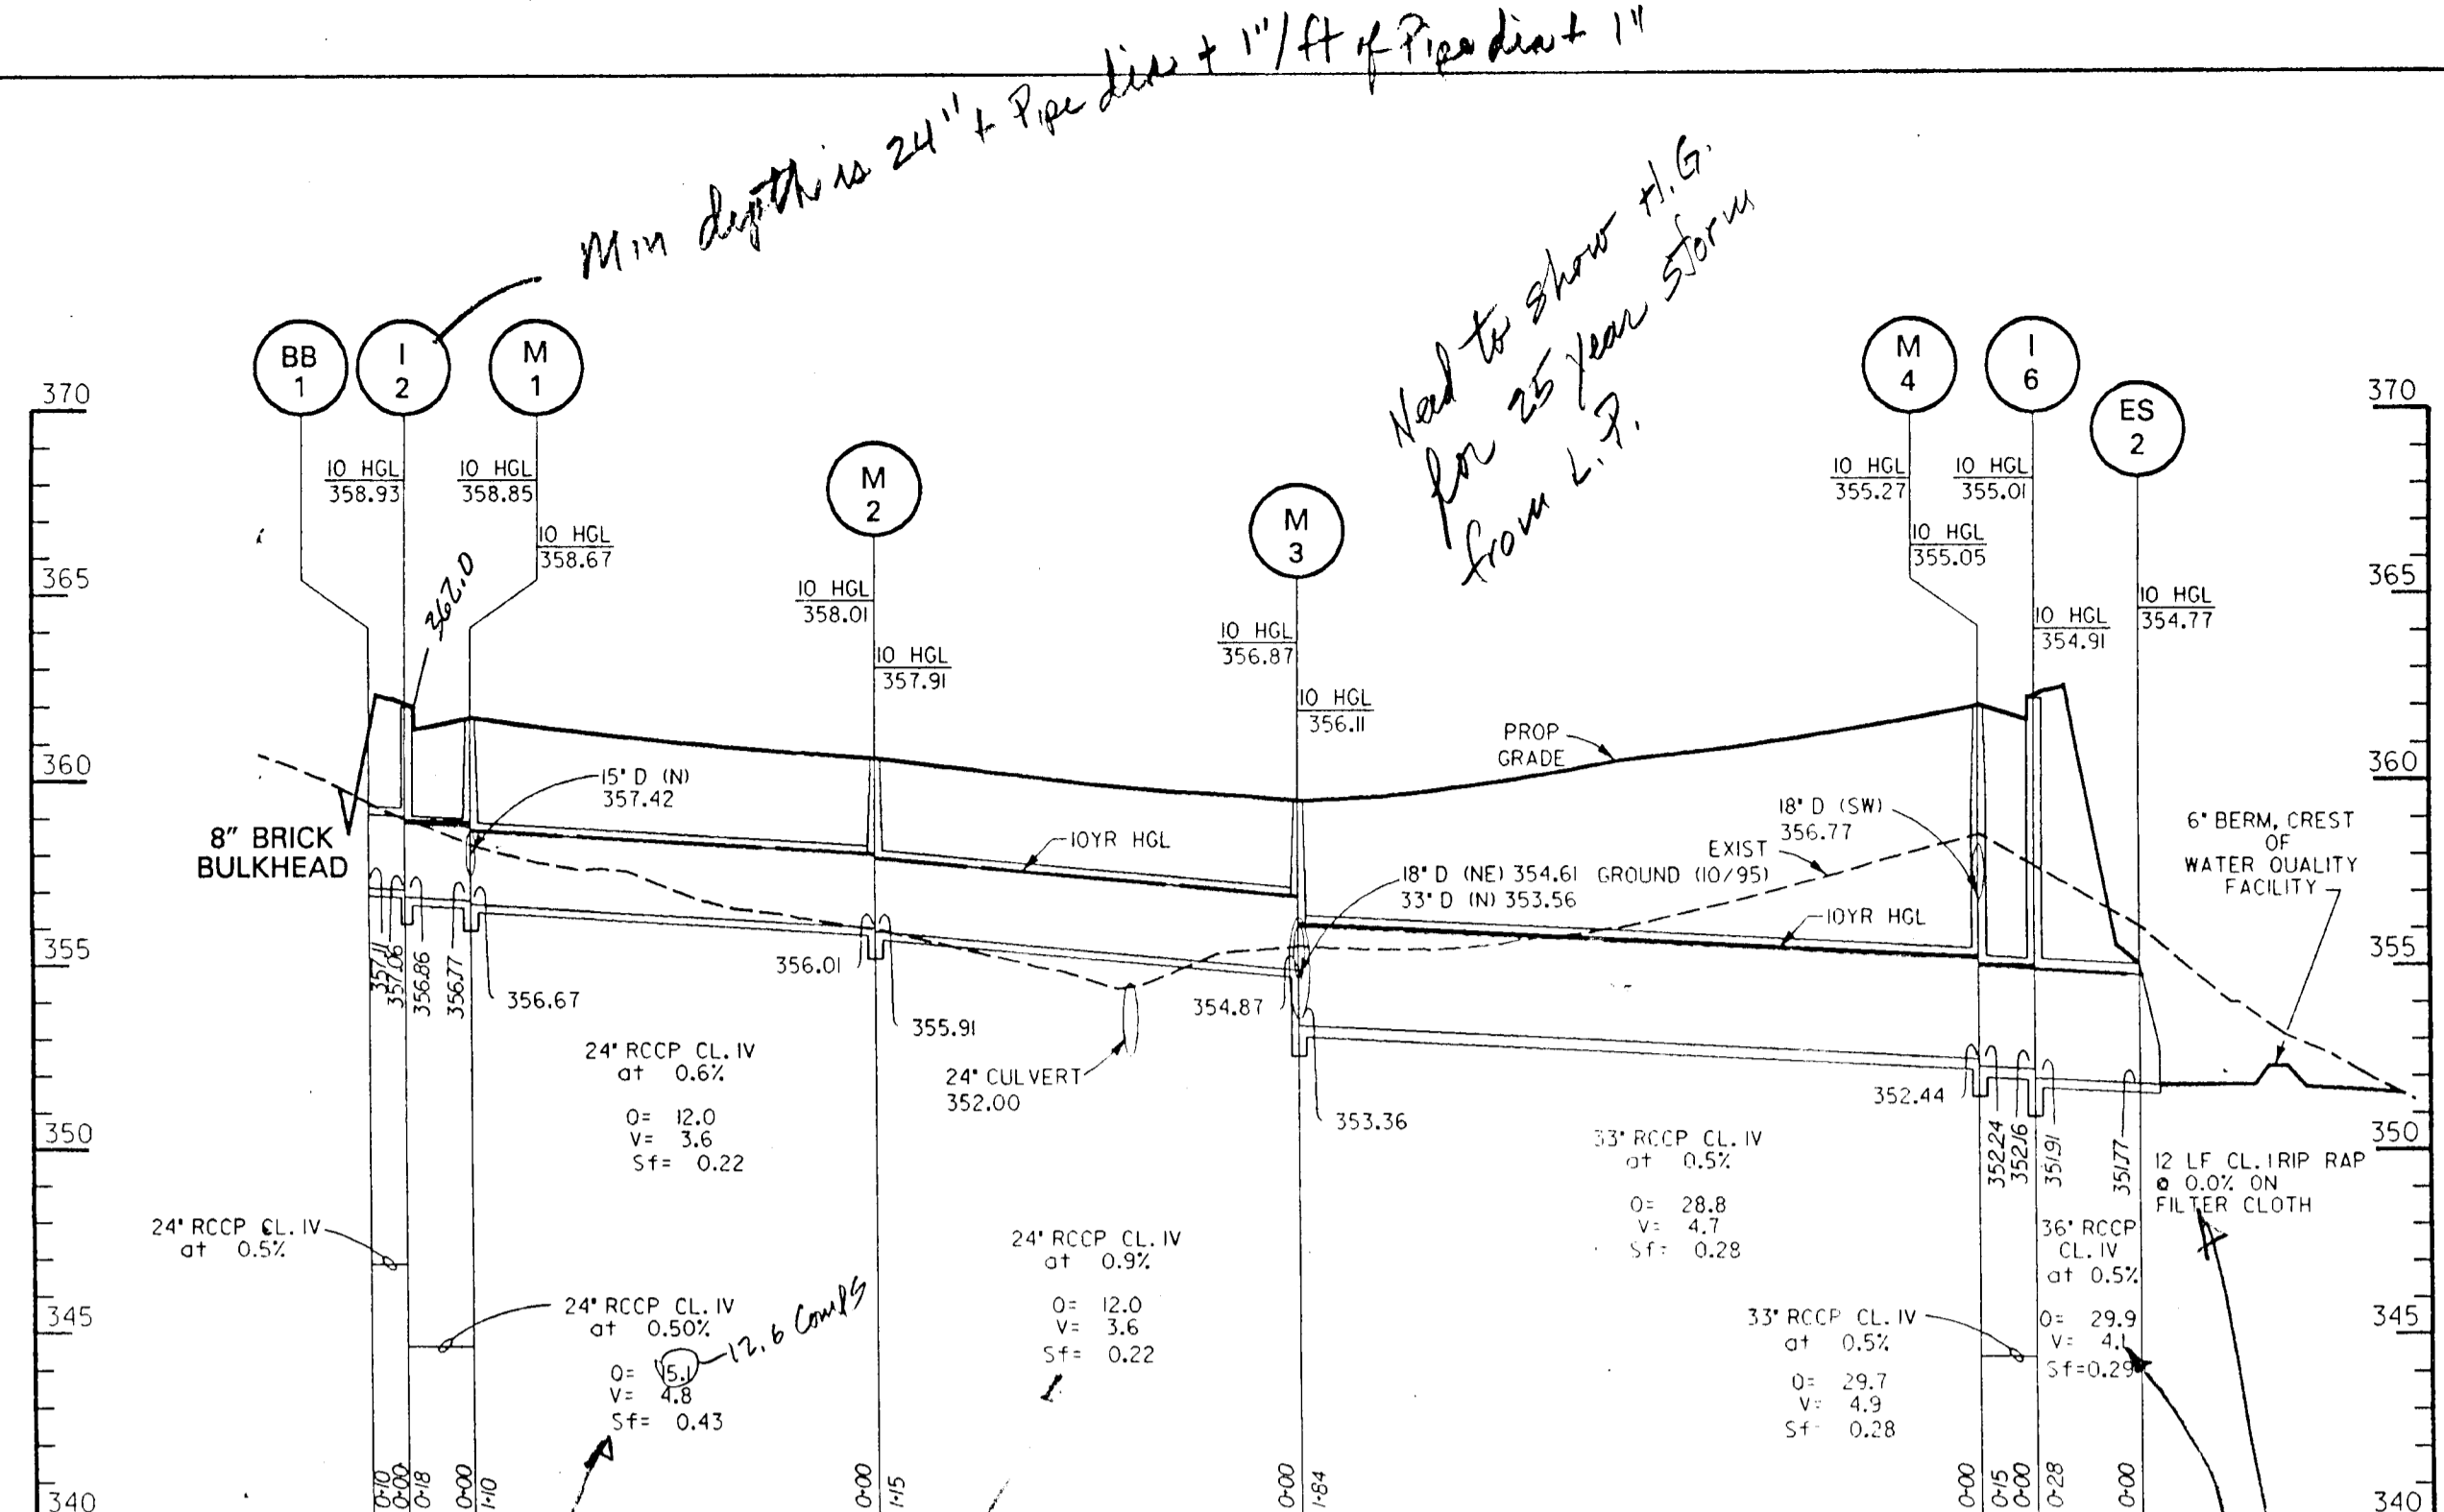 Min depth is 24" + Pipe dia + 1"/ft of Pipe dia + 1"
Need to show H.G.
for 25 year storm
from L.P.
BB
1
I
2
M
1
M
2
M
3
M
4
I
6
ES
2
370
365
360
355
350
345
340
370
365
360
355
350
345
340
10 HGL
358.93
10 HGL
358.85
10 HGL
358.67
10 HGL
358.01
10 HGL
357.91
10 HGL
356.87
10 HGL
356.11
10 HGL
355.27
10 HGL
355.05
10 HGL
355.01
10 HGL
354.91
10 HGL
354.77
362.0
8" BRICK
BULKHEAD
15" D (N)
357.42
10YR HGL
PROP
GRADE
18" D (SW)
356.77
EXIST
GROUND (10/95)
18" D (NE) 354.61
33" D (N) 353.56
10YR HGL
6" BERM, CREST
OF
WATER QUALITY
FACILITY
357.11
357.06
356.86
356.77
356.67
356.01
355.91
354.87
353.36
352.44
352.24
352.16
351.91
351.77
24" CULVERT
352.00
24" RCCP CL. IV
at 0.6%
Q= 12.0
V= 3.6
Sf= 0.22
24" RCCP CL. IV
at 0.5%
24" RCCP CL. IV
at 0.50%
Q= 15.1
V= 4.8
Sf= 0.43
12.6 Comps
24" RCCP CL. IV
at 0.9%
Q= 12.0
V= 3.6
Sf= 0.22
33" RCCP CL. IV
at 0.5%
Q= 28.8
V= 4.7
Sf= 0.28
33" RCCP CL. IV
at 0.5%
Q= 29.7
V= 4.9
Sf= 0.28
36" RCCP
CL. IV
at 0.5%
Q= 29.9
V= 4.1
Sf=0.29
12 LF CL. I RIP RAP
@ 0.0% ON
FILTER CLOTH
0+10
0+00
0+18
0+00
1+10
0+00
1+15
0+00
1+84
0+00
0+15
0+00
0+28
0+00